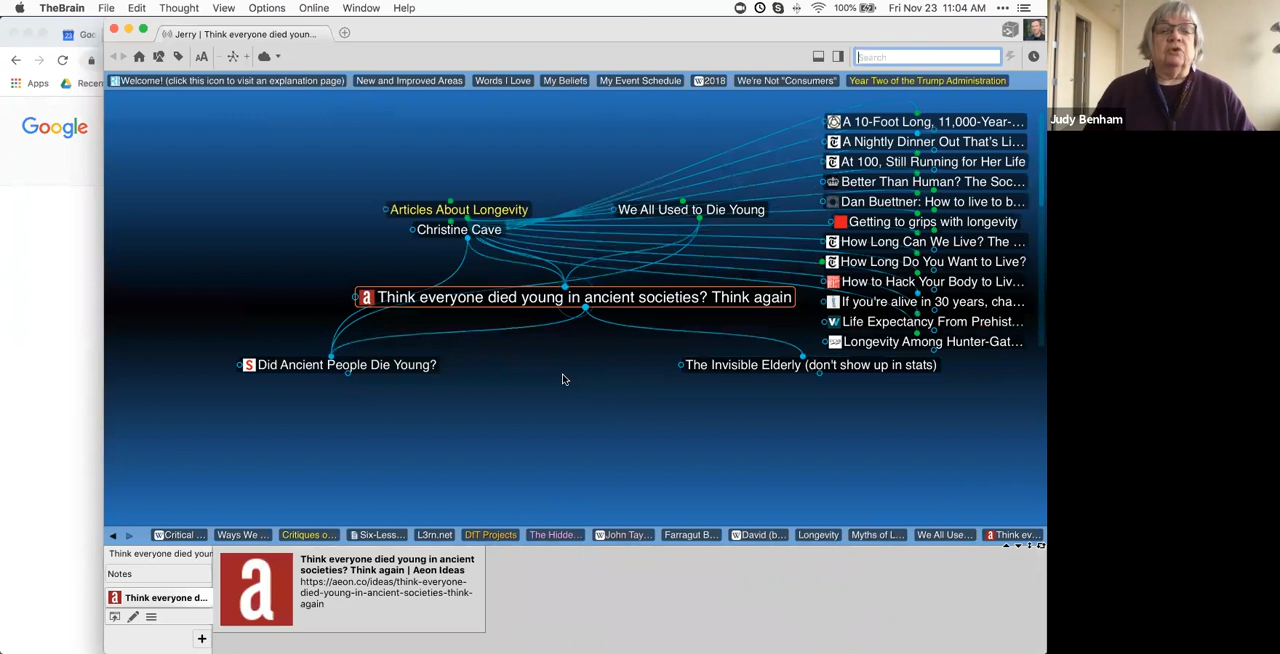 TheBrain File Edit Thought View Options Online Window Help 100% Fri Nov 23 11:04 AM
Goo
Jerry | Think everyone died youn...
AA Search
Apps Recen
Welcome! (click this icon to visit an explanation page) New and Improved Areas Words I Love My Beliefs My Event Schedule 2018 We're Not "Consumers" Year Two of the Trump Administration
Google
Judy Benham
A 10-Foot Long, 11,000-Year-...
A Nightly Dinner Out That's Li...
At 100, Still Running for Her Life
Better Than Human? The Soc...
Dan Buettner: How to live to b...
Articles About Longevity We All Used to Die Young
Getting to grips with longevity
Christine Cave
How Long Can We Live? The ...
How Long Do You Want to Live?
How to Hack Your Body to Liv...
Think everyone died young in ancient societies? Think again
If you're alive in 30 years, cha...
Life Expectancy From Prehist...
Longevity Among Hunter-Gat...
Did Ancient People Die Young? The Invisible Elderly (don't show up in stats)
Critical ... Ways We ... Critiques o... Six-Less... L3rn.net DfT Projects The Hidde... John Tay... Farragut B... David (b... Longevity Myths of L... We All Use... Think ev...
Think everyone died your
Notes
Think everyone d...
Think everyone died young in ancient
societies? Think again | Aeon Ideas
https://aeon.co/ideas/think-everyone-
died-young-in-ancient-societies-think-
again